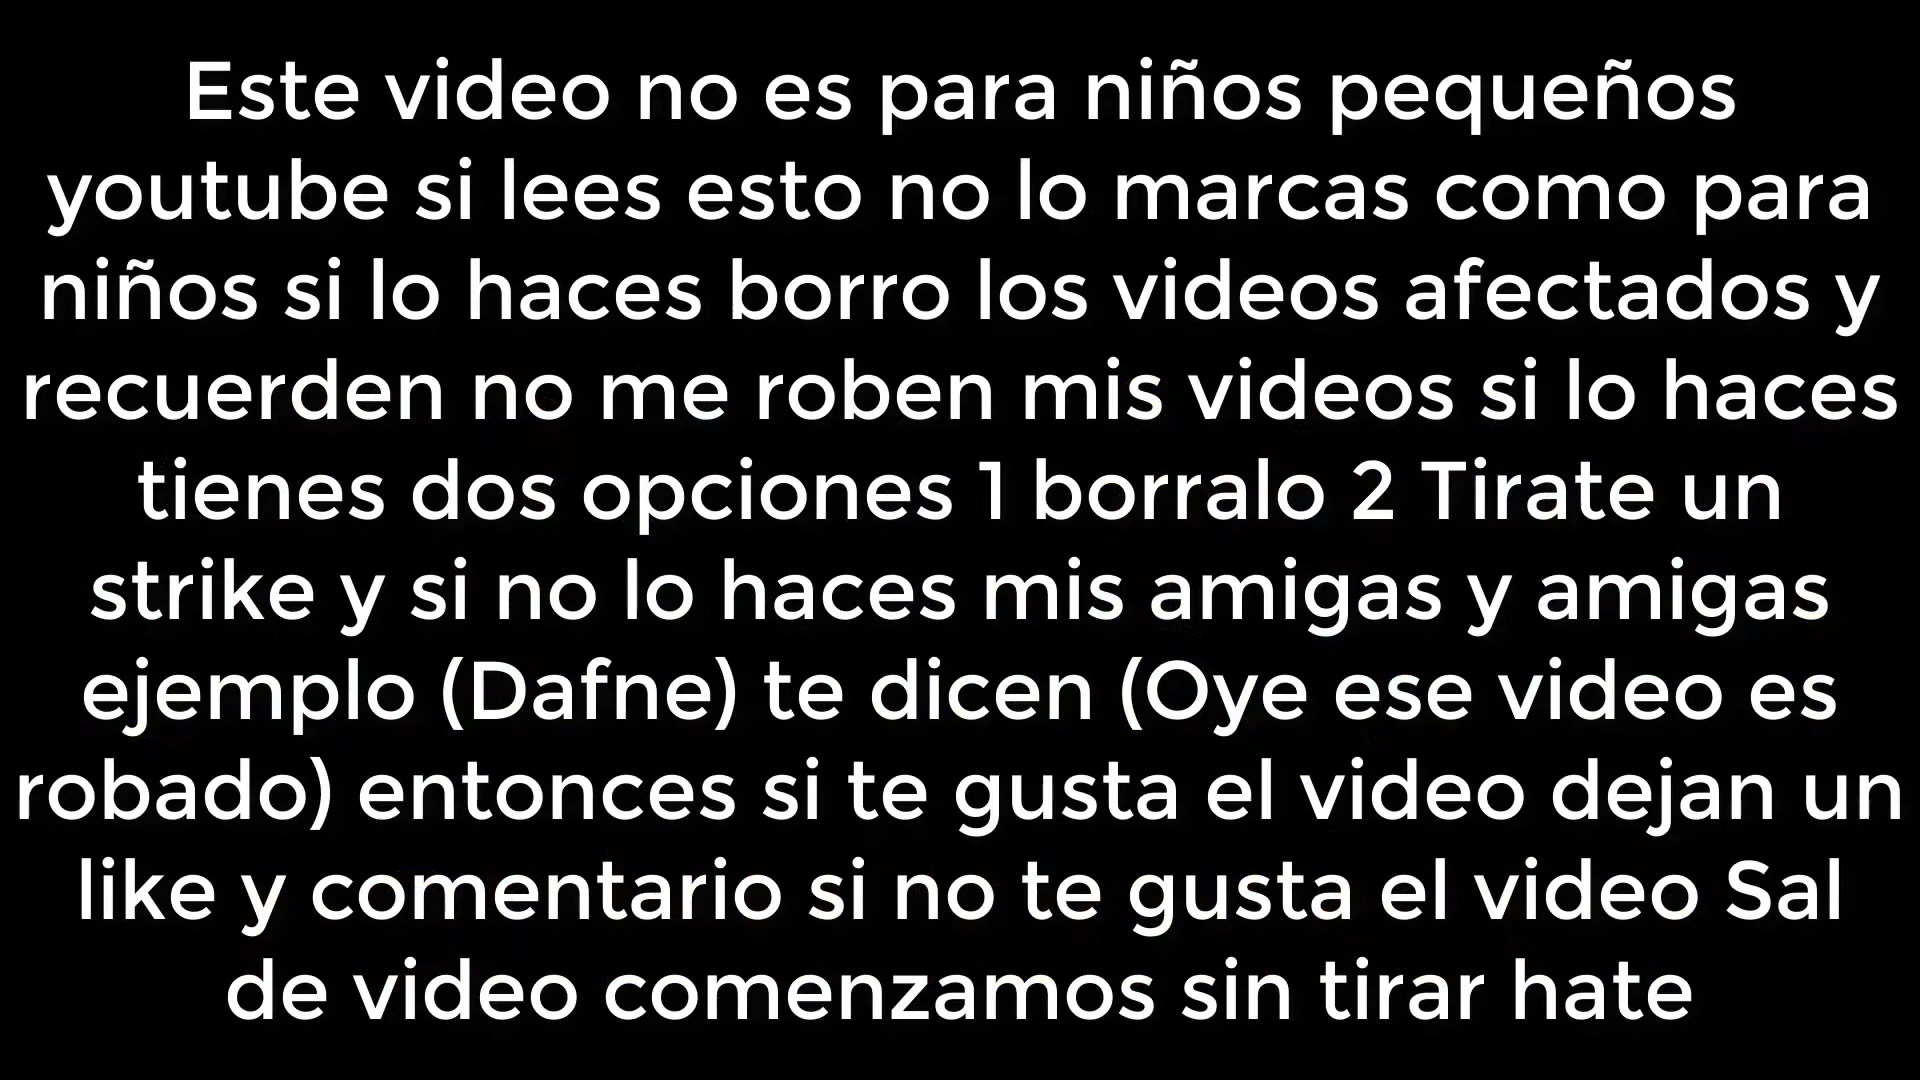 Este video no es para niños pequeños
youtube si lees esto no lo marcas como para
niños si lo haces borro los videos afectados y
recuerden no me roben mis videos si lo haces
tienes dos opciones 1 borralo 2 Tirate un
strike y si no lo haces mis amigas y amigas
ejemplo (Dafne) te dicen (Oye ese video es
robado) entonces si te gusta el video dejan un
like y comentario si no te gusta el video Sal
de video comenzamos sin tirar hate